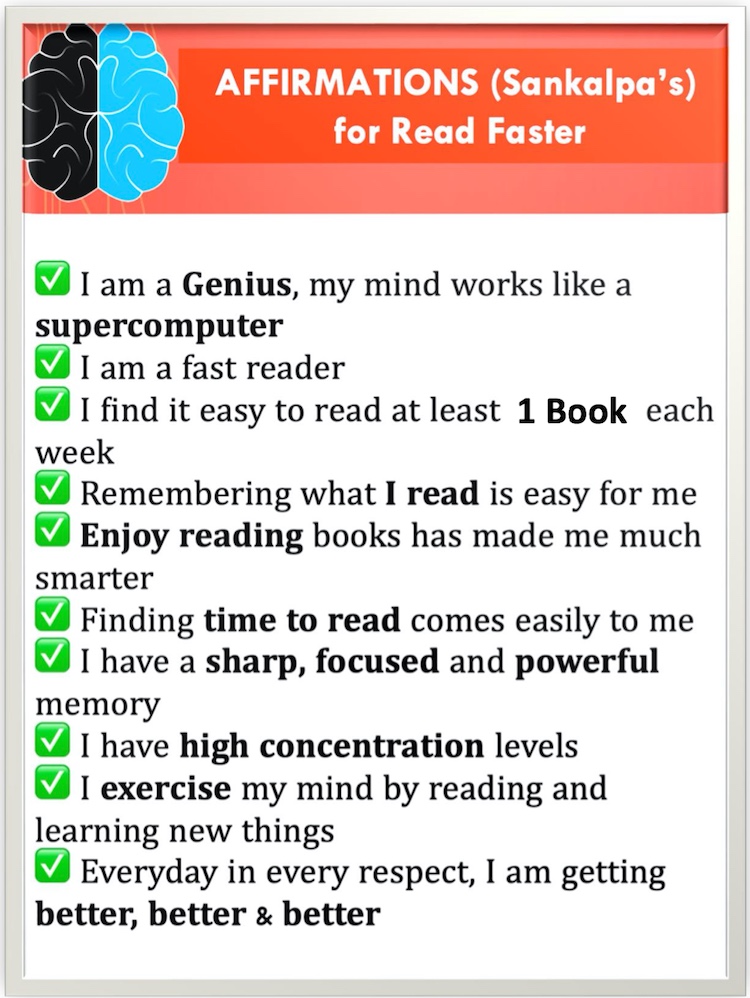 AFFIRMATIONS (Sankalpa's)
for Read Faster
✅ I am a Genius, my mind works like a
supercomputer
✅ I am a fast reader
✅ I find it easy to read at least 1 Book each
week
✅ Remembering what I read is easy for me
✅ Enjoy reading books has made me much
smarter
✅ Finding time to read comes easily to me
✅ I have a sharp, focused and powerful
memory
✅ I have high concentration levels
✅ I exercise my mind by reading and
learning new things
✅ Everyday in every respect, I am getting
better, better & better